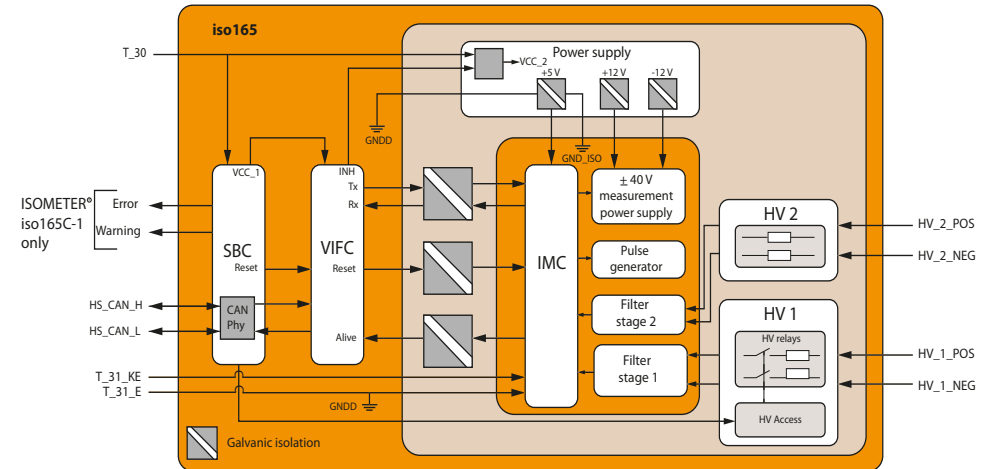 iso165
T_30
Power supply
VCC_2
+5 V
+12 V
-12 V
GNDD
GND_ISO
VCC_1
INH
Tx
Rx
± 40 V
measurement
power supply
ISOMETER®
iso165C-1
only
Error
Warning
SBC
VIFC
IMC
Reset
Reset
Pulse
generator
HV 2
HV_2_POS
HV_2_NEG
HS_CAN_H
HS_CAN_L
CAN
Phy
Alive
Filter
stage 2
Filter
stage 1
HV 1
HV relays
HV_1_POS
HV_1_NEG
HV Access
T_31_KE
T_31_E
GNDD
Galvanic isolation